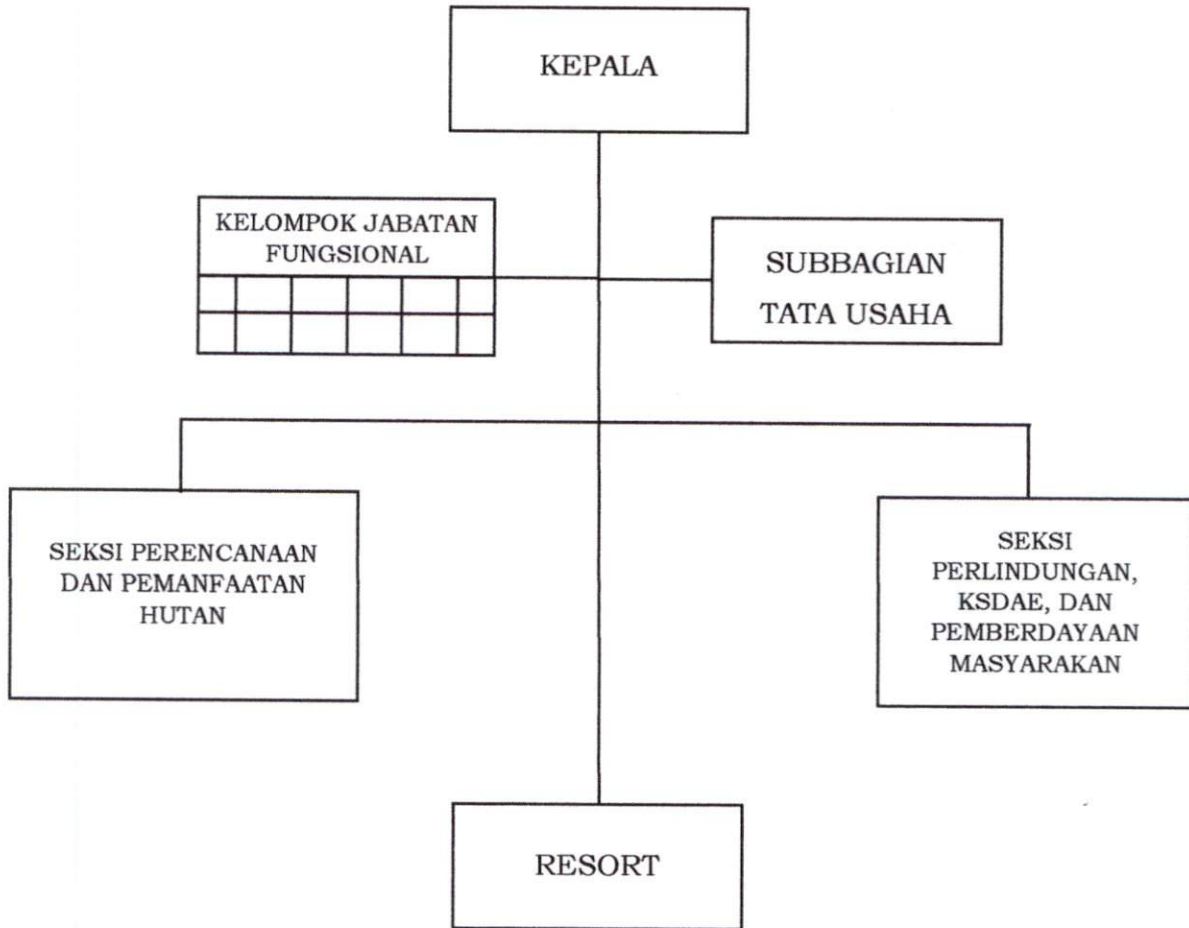 KEPALA
KELOMPOK JABATAN
FUNGSIONAL
SUBBAGIAN
TATA USAHA
SEKSI PERENCANAAN
DAN PEMANFAATAN
HUTAN
SEKSI
PERLINDUNGAN,
KSDAE, DAN
PEMBERDAYAAN
MASYARAKAN
RESORT